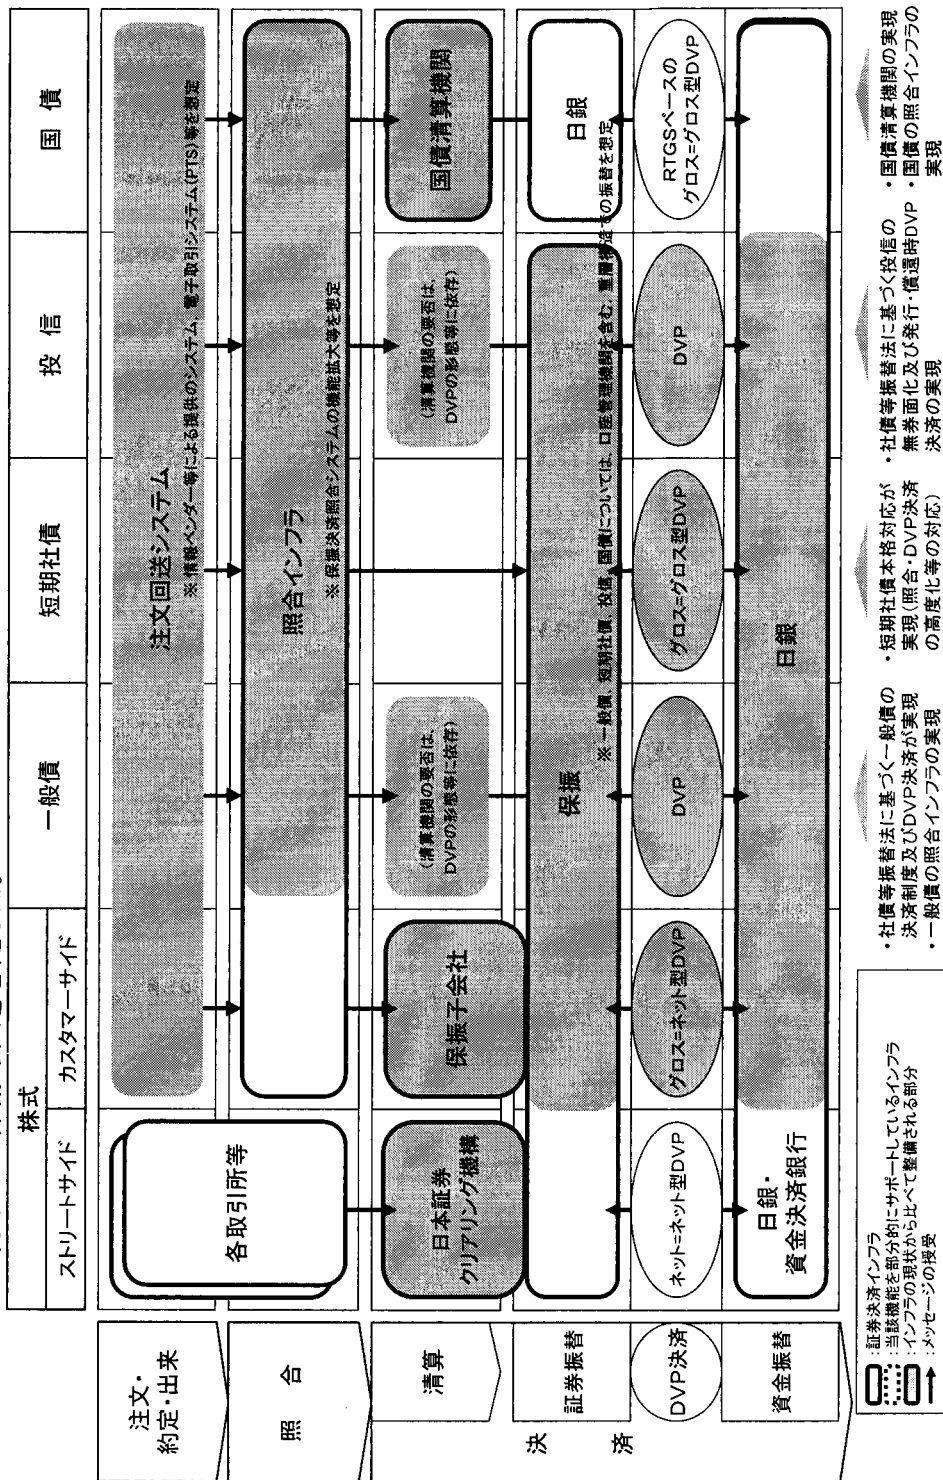 株式
一般債
短期社債
投信
国債
ストリートサイド
カスタマーサイド
注文・
約定・出来
各取引所等
注文回送システム
※情報ベンダー等による提供のシステム、電子取引システム(PTS)等を想定
照合
照合インフラ
※保振決済照合システムの機能拡大等を想定
清算
日本証券
クリアリング機構
保振子会社
(清算機関の要否は、
DVPの形態等に依存)
(清算機関の要否は、
DVPの形態等に依存)
国債清算機関
決済
証券振替
保振
日銀
※一般債、短期社債、投信、国債については、口座管理機関を含む、重層構造での振替を想定
DVP決済
ネット=ネット型DVP
グロス=ネット型DVP
DVP
グロス=グロス型DVP
DVP
RTGSベースの
グロス=グロス型DVP
資金振替
日銀・
資金決済銀行
日銀
:証券決済インフラ
:当該機能を部分的にサポートしているインフラ
:インフラの現状から比べて整備される部分
:メッセージの授受
・社債等振替法に基づく一般債の
決済制度及びDVP決済が実現
・一般債の照合インフラの実現
・短期社債本格対応が
実現(照合・DVP決済
の高度化等の対応)
・社債等振替法に基づく投信の
無券面化及び発行・償還時DVP
決済の実現
・国債清算機関の実現
・国債の照合インフラの
実現